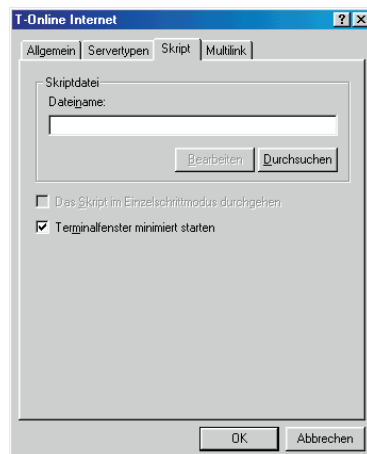 T-Online Internet
Allgemein Servertypen Skript Multilink
Skriptdatei
Dateiname:
Bearbeiten Durchsuchen
Das Skript im Einzelschrittmodus durchgehen
Terminalfenster minimiert starten
OK Abbrechen